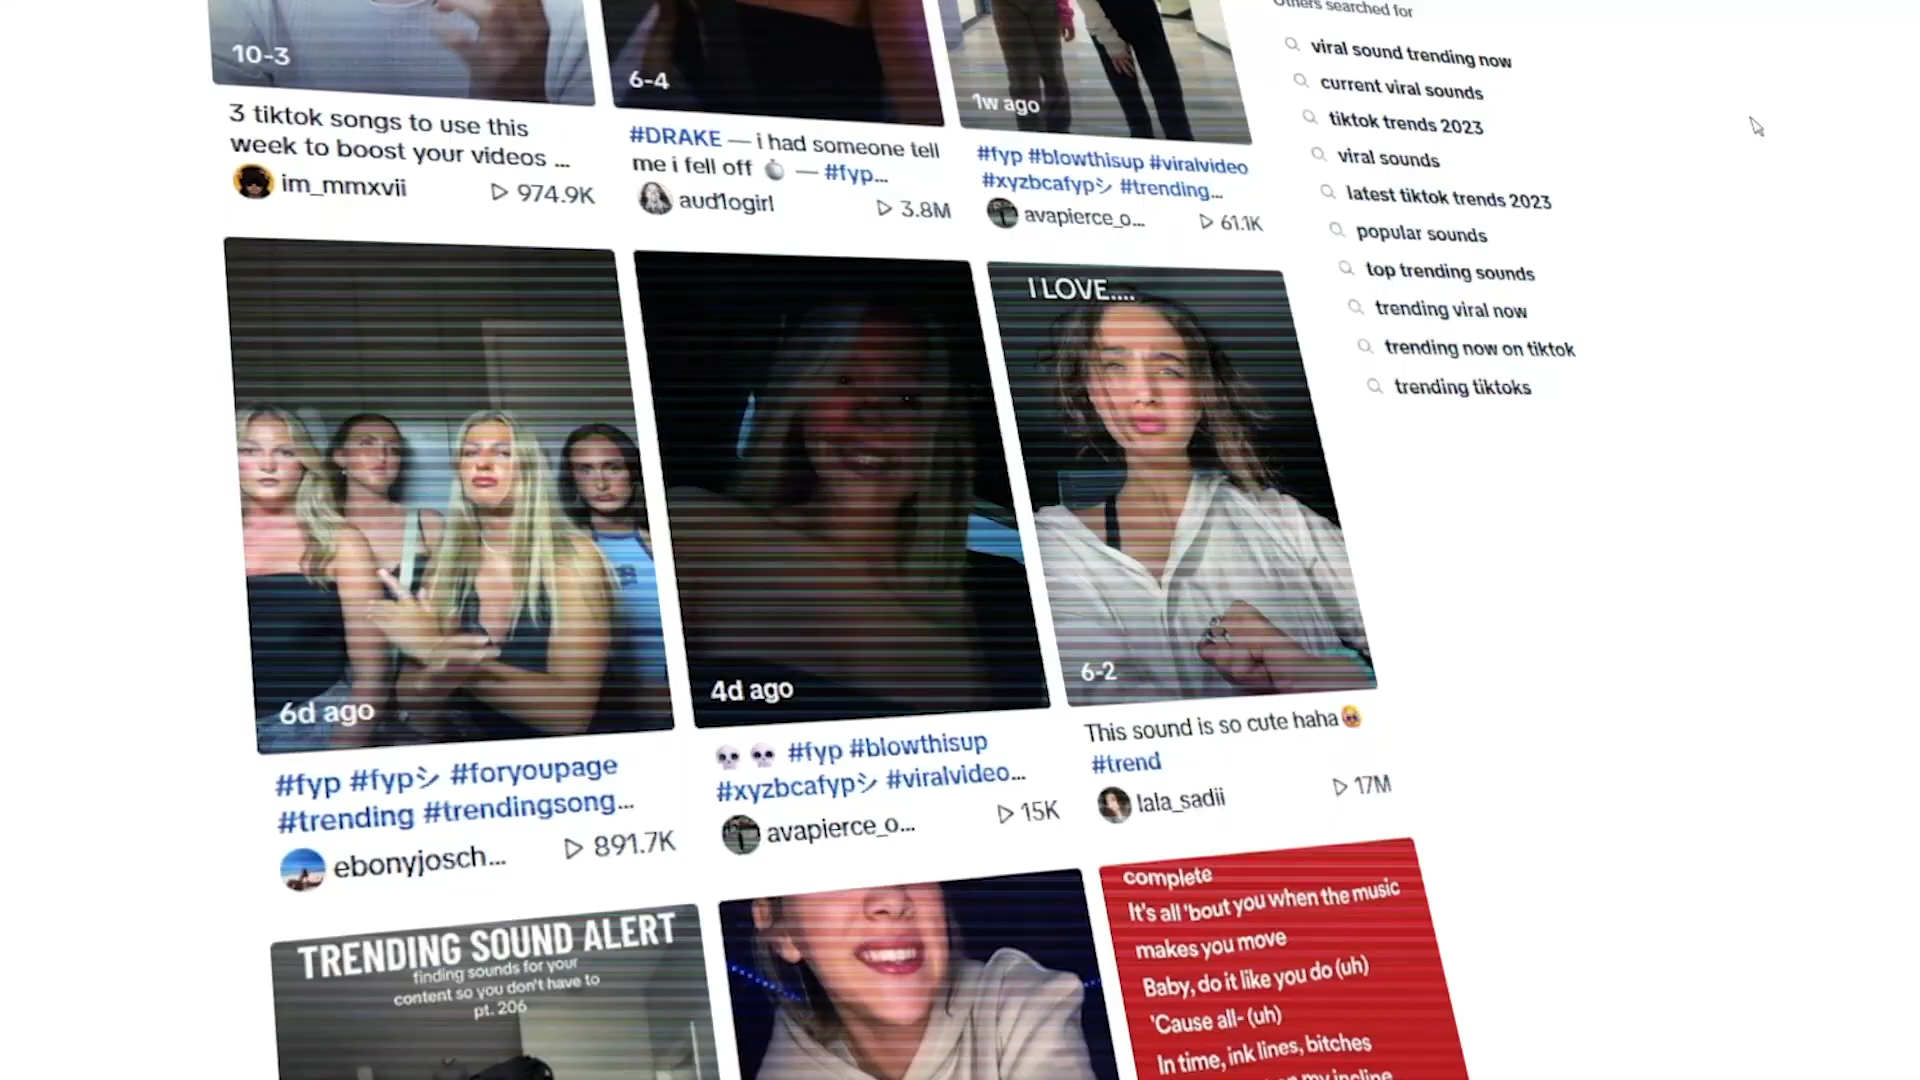 Others searched for
viral sound trending now
current viral sounds
tiktok trends 2023
viral sounds
latest tiktok trends 2023
popular sounds
top trending sounds
trending viral now
trending now on tiktok
trending tiktoks
10-3
3 tiktok songs to use this
week to boost your videos ...
im_mmxvii
974.9K
6-4
#DRAKE — i had someone tell
me i fell off — #fyp...
aud1ogirl
3.8M
1w ago
#fyp #blowthisup #viralvideo
#xyzbcafypシ #trending...
avapierce_o...
61.1K
6d ago
#fyp #fypシ #foryoupage
#trending #trendingsong...
ebonyjosch...
891.7K
4d ago
💀 💀 #fyp #blowthisup
#xyzbcafypシ #viralvideo...
avapierce_o...
15K
I LOVE....
6-2
This sound is so cute haha
#trend
lala_sadii
17M
TRENDING SOUND ALERT
finding sounds for your
content so you don't have to
pt. 206
complete
It's all 'bout you when the music
makes you move
Baby, do it like you do (uh)
'Cause all- (uh)
In time, ink lines, bitches
on my incline